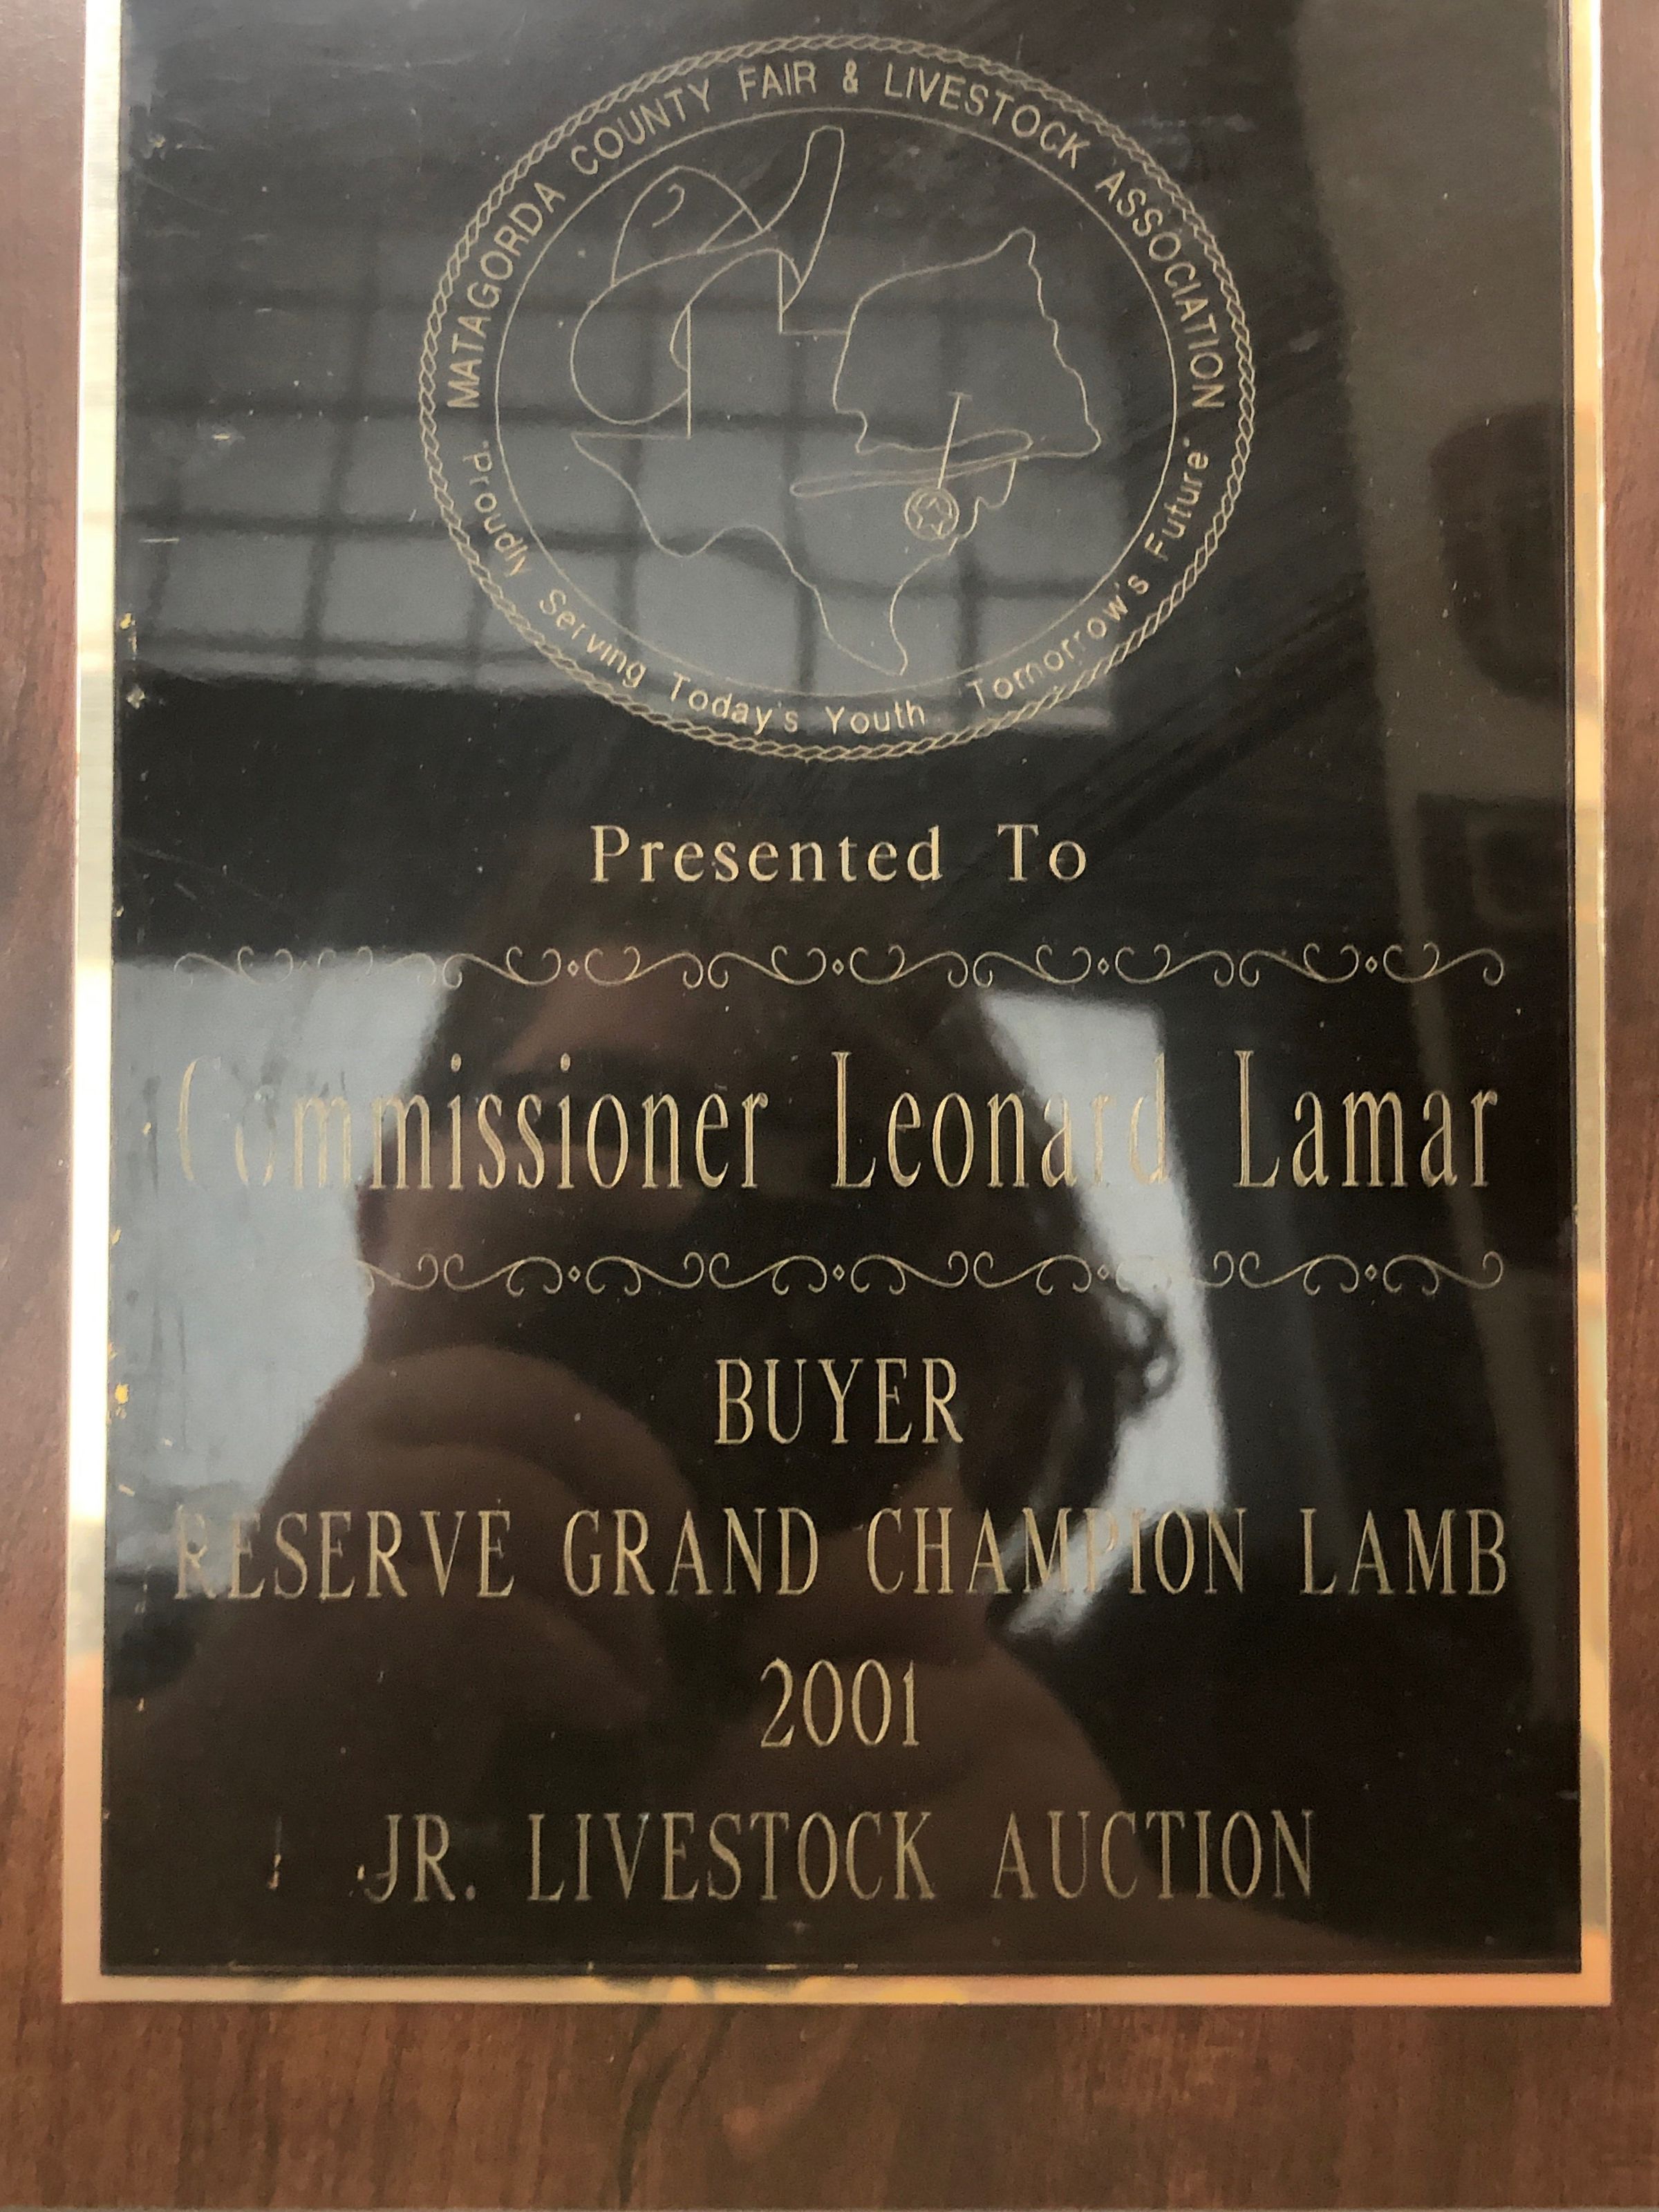 MATAGORDA COUNTY FAIR & LIVESTOCK ASSOCIATION
Proudly Serving Today's Youth Tomorrow's Future
Presented To
Commissioner Leonard Lamar
BUYER
RESERVE GRAND CHAMPION LAMB
2001
JR. LIVESTOCK AUCTION